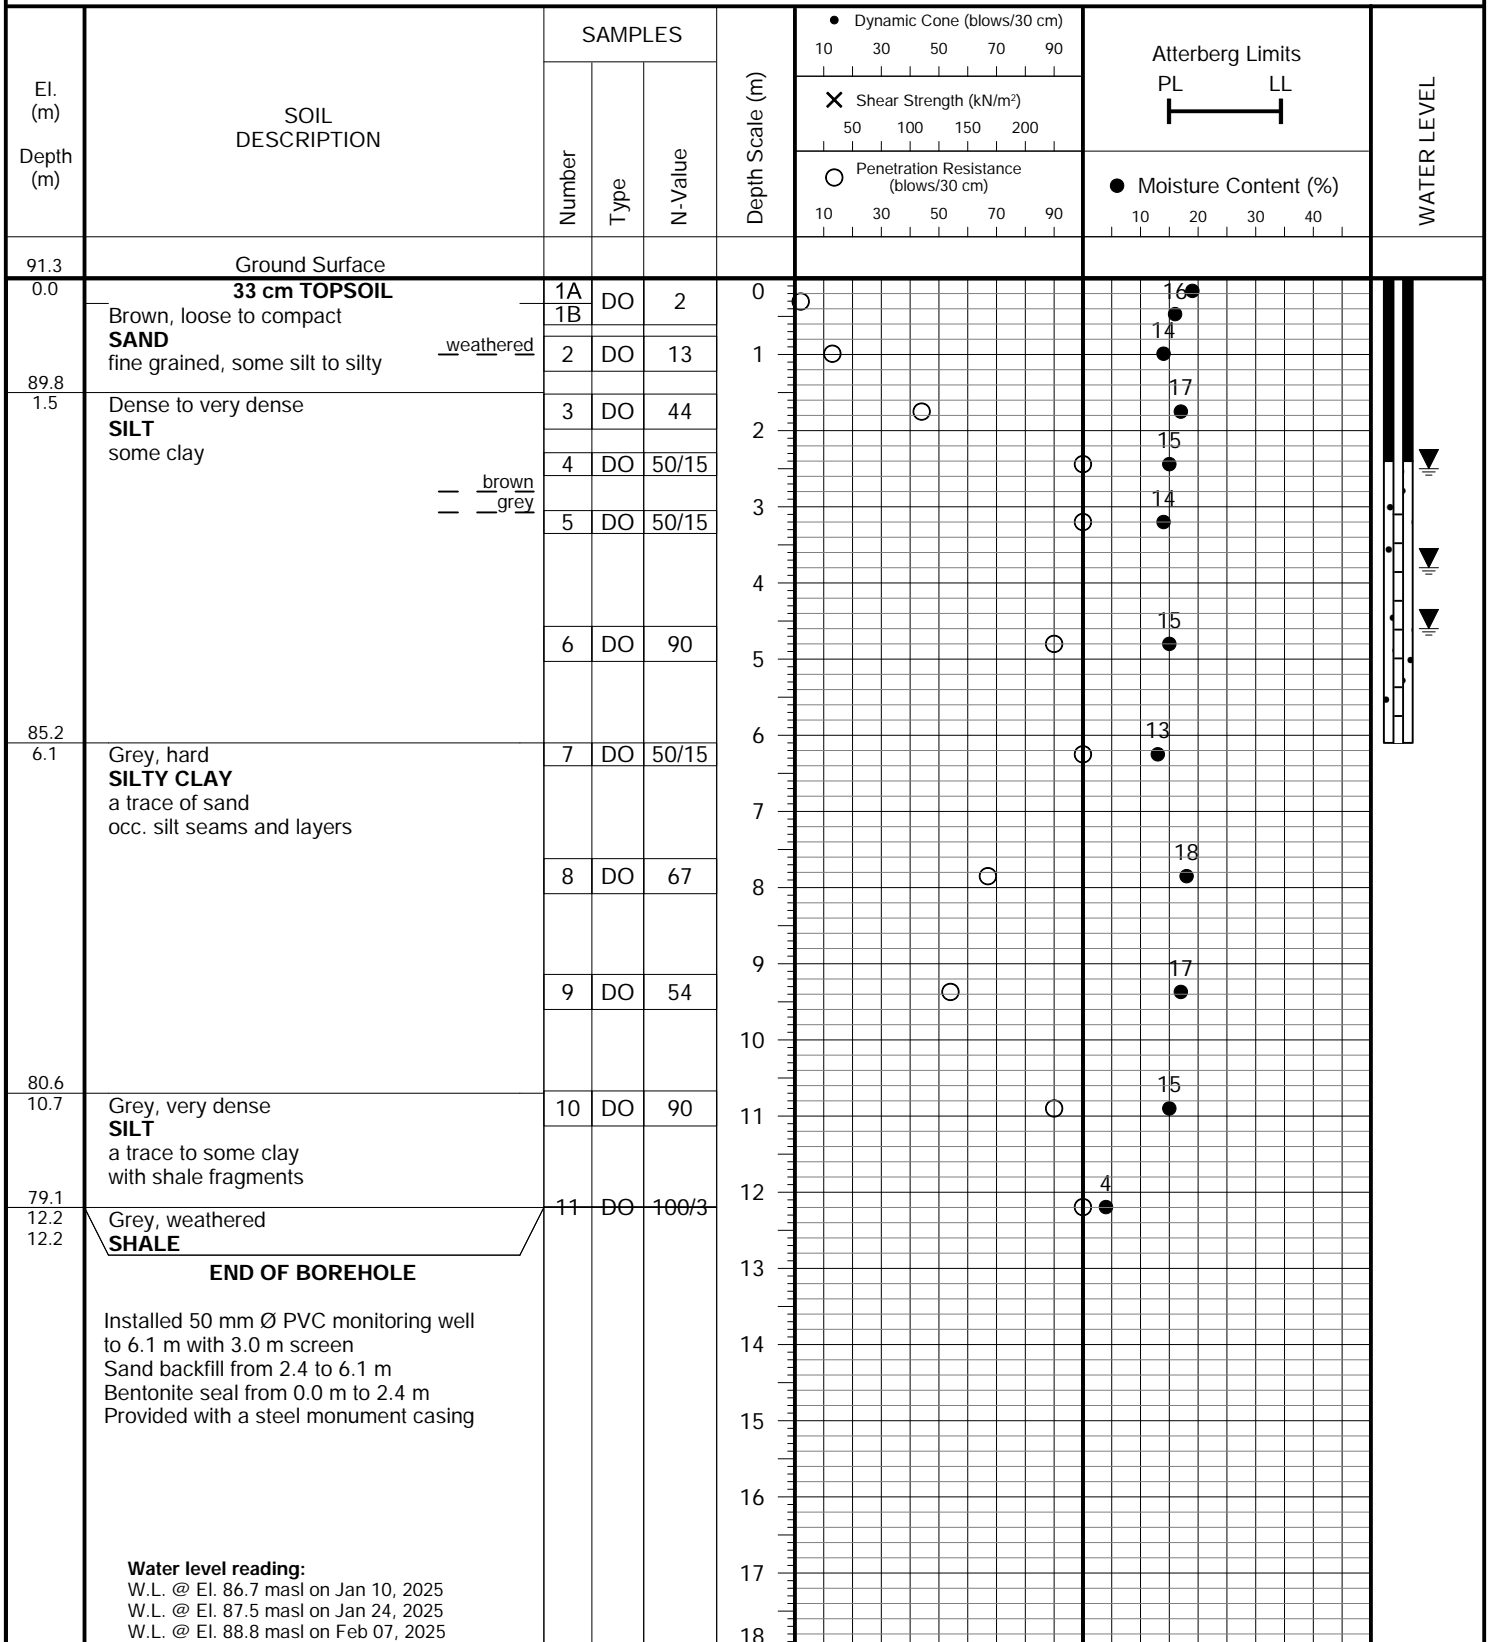 El.
(m)
Depth
(m)
SOIL
DESCRIPTION
SAMPLES
Number
Type
N-Value
Depth Scale (m)
Dynamic Cone (blows/30 cm)
10 30 50 70 90
Shear Strength (kN/m²)
50 100 150 200
Penetration Resistance
(blows/30 cm)
10 30 50 70 90
Atterberg Limits
PL LL
Moisture Content (%)
10 20 30 40
WATER LEVEL
91.3 Ground Surface
0.0 33 cm TOPSOIL 1A DO 2 0
16
Brown, loose to compact 1B
SAND
14
weathered
fine grained, some silt to silty 2 DO 13 1
89.8
17
1.5 Dense to very dense 3 DO 44
SILT 2
15
some clay
4 DO 50/15
brown
14
grey 3
5 DO 50/15
4
15
6 DO 90
5
85.2 6
13
6.1 Grey, hard 7 DO 50/15
SILTY CLAY
a trace of sand 7
occ. silt seams and layers
18
8 DO 67
8
9
17
9 DO 54
10
80.6
15
10.7 Grey, very dense 10 DO 90 11
SILT
a trace to some clay
with shale fragments
4
79.1 12
11 DO 100/3
12.2 Grey, weathered
12.2 SHALE
END OF BOREHOLE 13
Installed 50 mm Ø PVC monitoring well
to 6.1 m with 3.0 m screen 14
Sand backfill from 2.4 to 6.1 m
Bentonite seal from 0.0 m to 2.4 m
Provided with a steel monument casing 15
16
Water level reading: 17
W.L. @ El. 86.7 masl on Jan 10, 2025
W.L. @ El. 87.5 masl on Jan 24, 2025
W.L. @ El. 88.8 masl on Feb 07, 2025
18